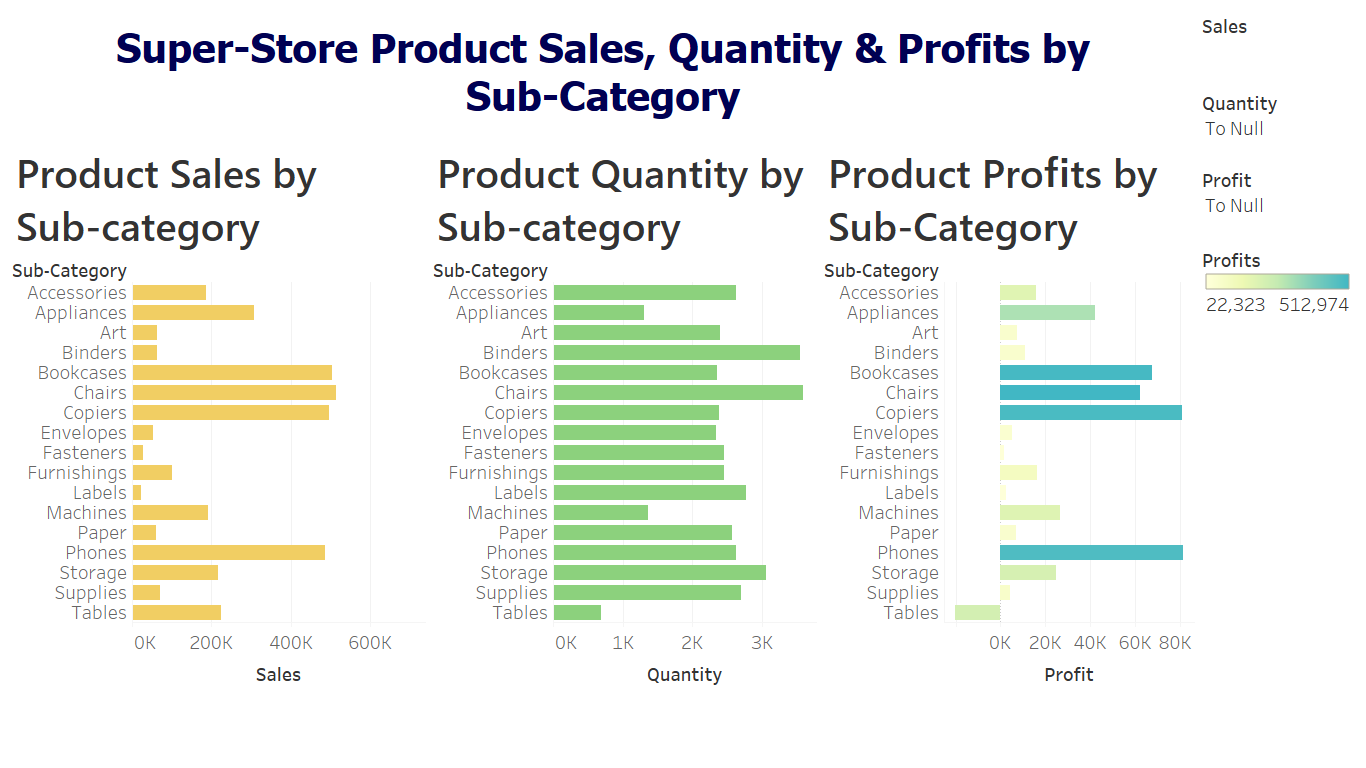 Super-Store Product Sales, Quantity & Profits by
Sub-Category
Product Sales by
Sub-category
Sub-Category
Accessories
Appliances
Art
Binders
Bookcases
Chairs
Copiers
Envelopes
Fasteners
Furnishings
Labels
Machines
Paper
Phones
Storage
Supplies
Tables
0K 200K 400K 600K
Sales
Product Quantity by
Sub-category
Sub-Category
Accessories
Appliances
Art
Binders
Bookcases
Chairs
Copiers
Envelopes
Fasteners
Furnishings
Labels
Machines
Paper
Phones
Storage
Supplies
Tables
0K 1K 2K 3K
Quantity
Product Profits by
Sub-Category
Sub-Category
Accessories
Appliances
Art
Binders
Bookcases
Chairs
Copiers
Envelopes
Fasteners
Furnishings
Labels
Machines
Paper
Phones
Storage
Supplies
Tables
0K 20K 40K 60K 80K
Profit
Sales
Quantity
To Null
Profit
To Null
Profits
22,323 512,974